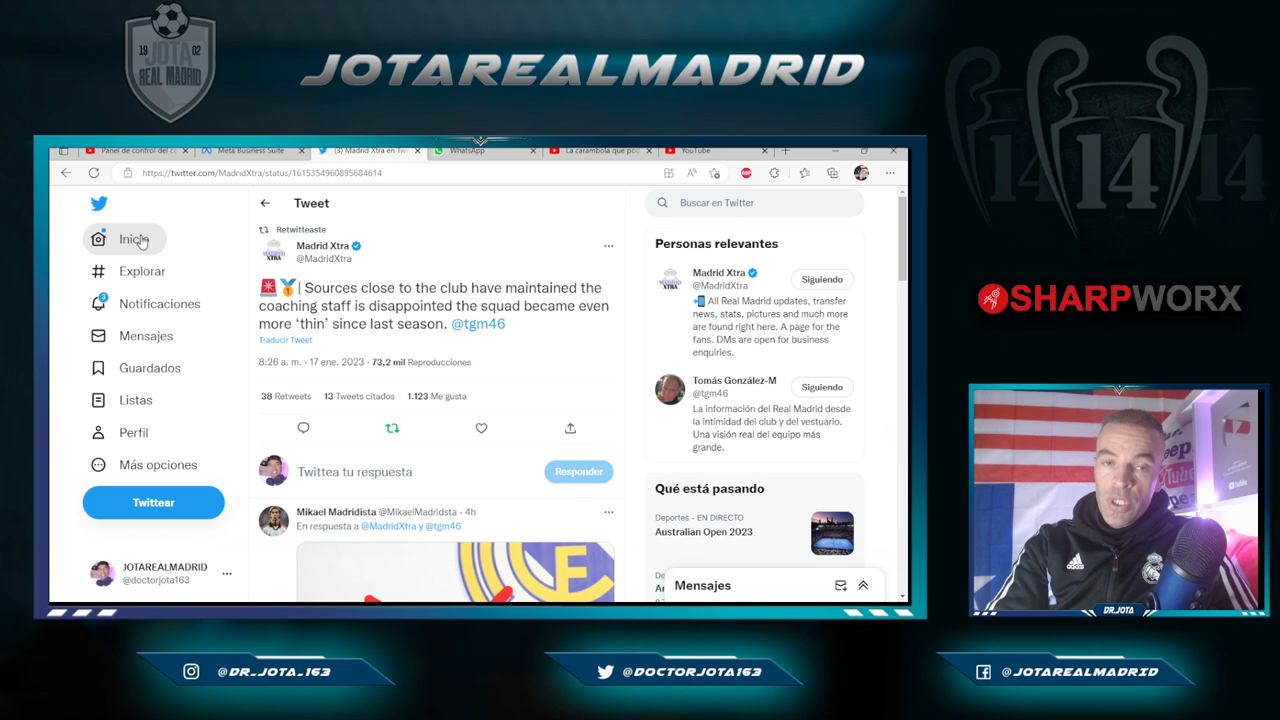 19 02
JOTA
REAL MADRID
JOTAREALMADRID
14 14 14
Panel de control del c
Meta Business Suite
(3) Madrid Xtra en Tw
WhatsApp
La carambola que po
YouTube
https://twitter.com/MadridXtra/status/1615354960895684614
Inicio
Explorar
3
Notificaciones
Mensajes
Guardados
Listas
Perfil
Más opciones
Twittear
JOTAREALMADRID
@doctorjota163
Tweet
Retwitteaste
Madrid Xtra
@MadridXtra
🚨🥇| Sources close to the club have maintained the
coaching staff is disappointed the squad became even
more ‘thin’ since last season. @tgm46
Traducir Tweet
8:26 a. m. · 17 ene. 2023 · 73,2 mil Reproducciones
38 Retweets 13 Tweets citados 1.123 Me gusta
Twittea tu respuesta
Responder
Mikael Madridista @MikaelMadridsta · 4h
En respuesta a @MadridXtra y @tgm46
Buscar en Twitter
Personas relevantes
Madrid Xtra
@MadridXtra
Siguiendo
📲 All Real Madrid updates, transfer
news, stats, pictures and much more
are found right here. A page for the
fans. DMs are open for business
enquiries.
Tomás González-M
@tgm46
Siguiendo
La información del Real Madrid desde
la intimidad del club y del vestuario.
Una visión real del equipo más
grande.
Qué está pasando
Deportes · EN DIRECTO
Australian Open 2023
Mensajes
SHARPWORX
YouTube
DR.JOTA
@DR_JOTA_163
@DOCTORJOTA163
@JOTAREALMADRID